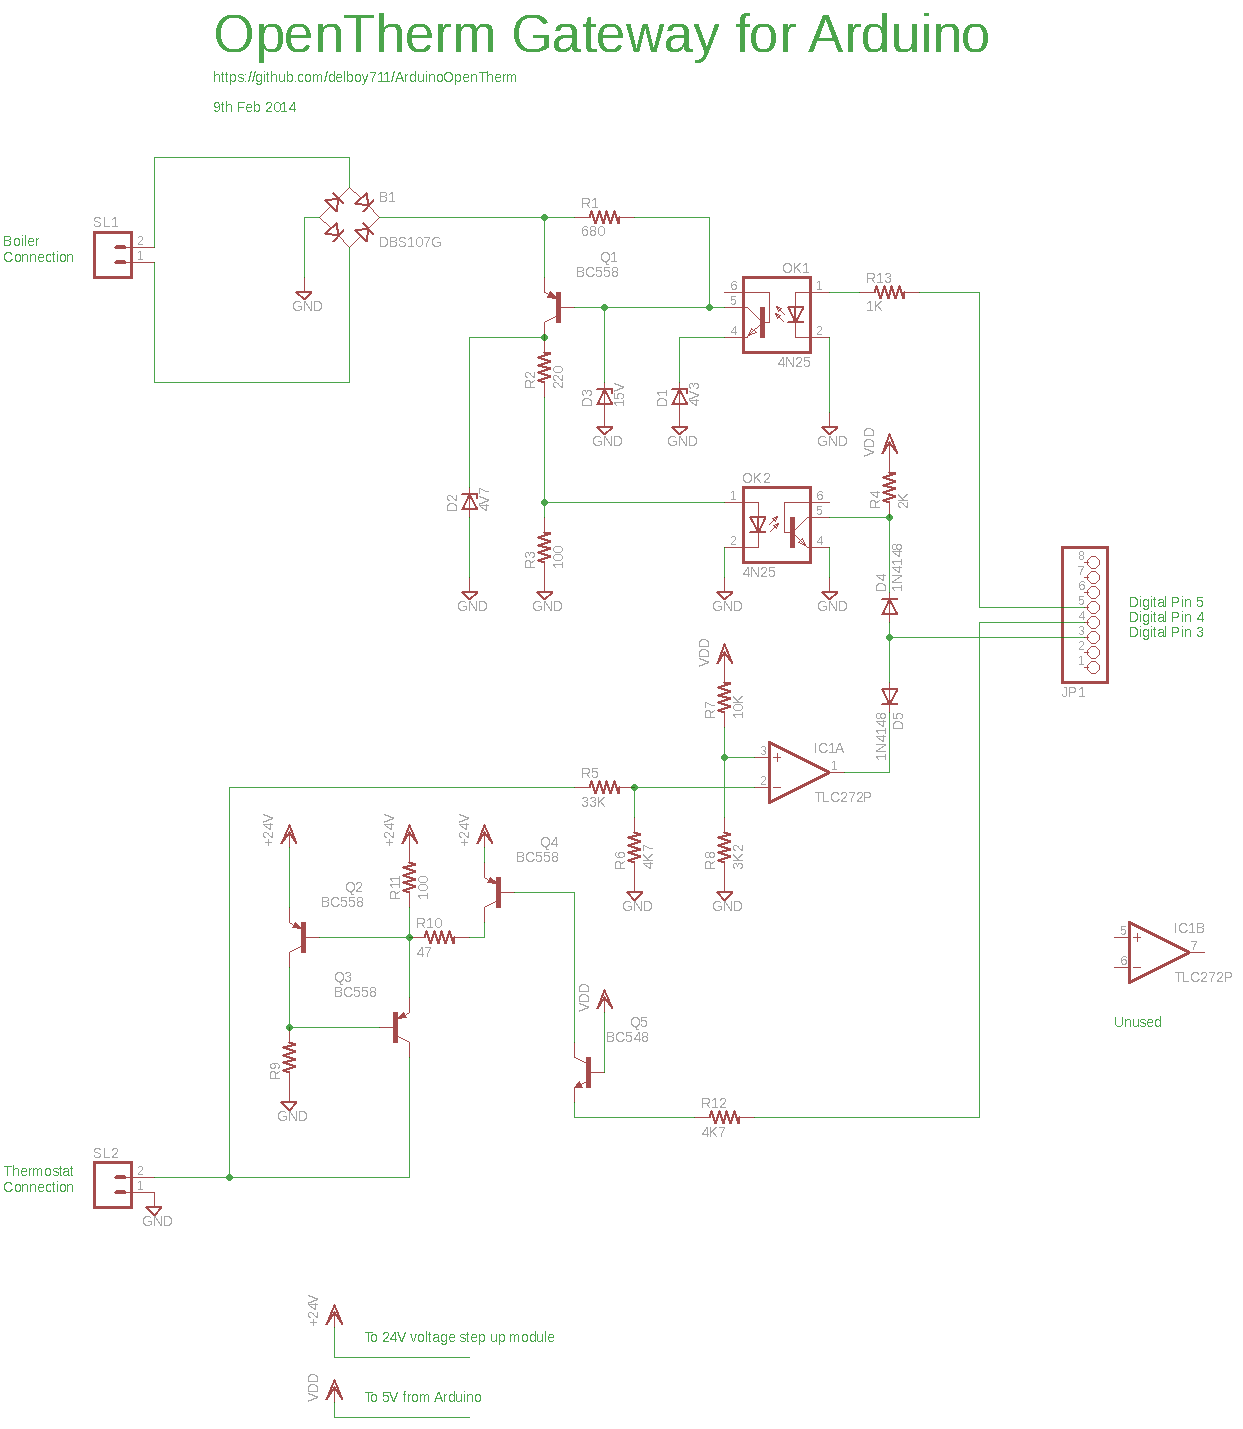 OpenTherm Gateway for Arduino
https://github.com/delboy711/ArduinoOpenTherm
9th Feb 2014
SL1
Boiler
Connection
2
1
B1
DBS107G
GND
R1
680
Q1
BC558
OK1
6
5
4
1
2
4N25
R13
1K
R2
220
D3
15V
GND
D1
4V3
GND
GND
VDD
R4
2K
D2
4V7
GND
R3
100
GND
OK2
1
2
6
5
4
4N25
GND
GND
D4
1N4148
8
7
6
5
4
3
2
1
JP1
Digital Pin 5
Digital Pin 4
Digital Pin 3
VDD
R7
10K
1N4148
D5
IC1A
3
2
1
+
−
TLC272P
R5
33K
R6
4K7
GND
R8
3K2
GND
+24V
+24V
+24V
Q4
BC558
R11
100
Q2
BC558
R10
47
Q3
BC558
R9
GND
VDD
Q5
BC548
R12
4K7
IC1B
5
6
7
+
−
TLC272P
Unused
SL2
Thermostat
Connection
2
1
GND
+24V
To 24V voltage step up module
VDD
To 5V from Arduino